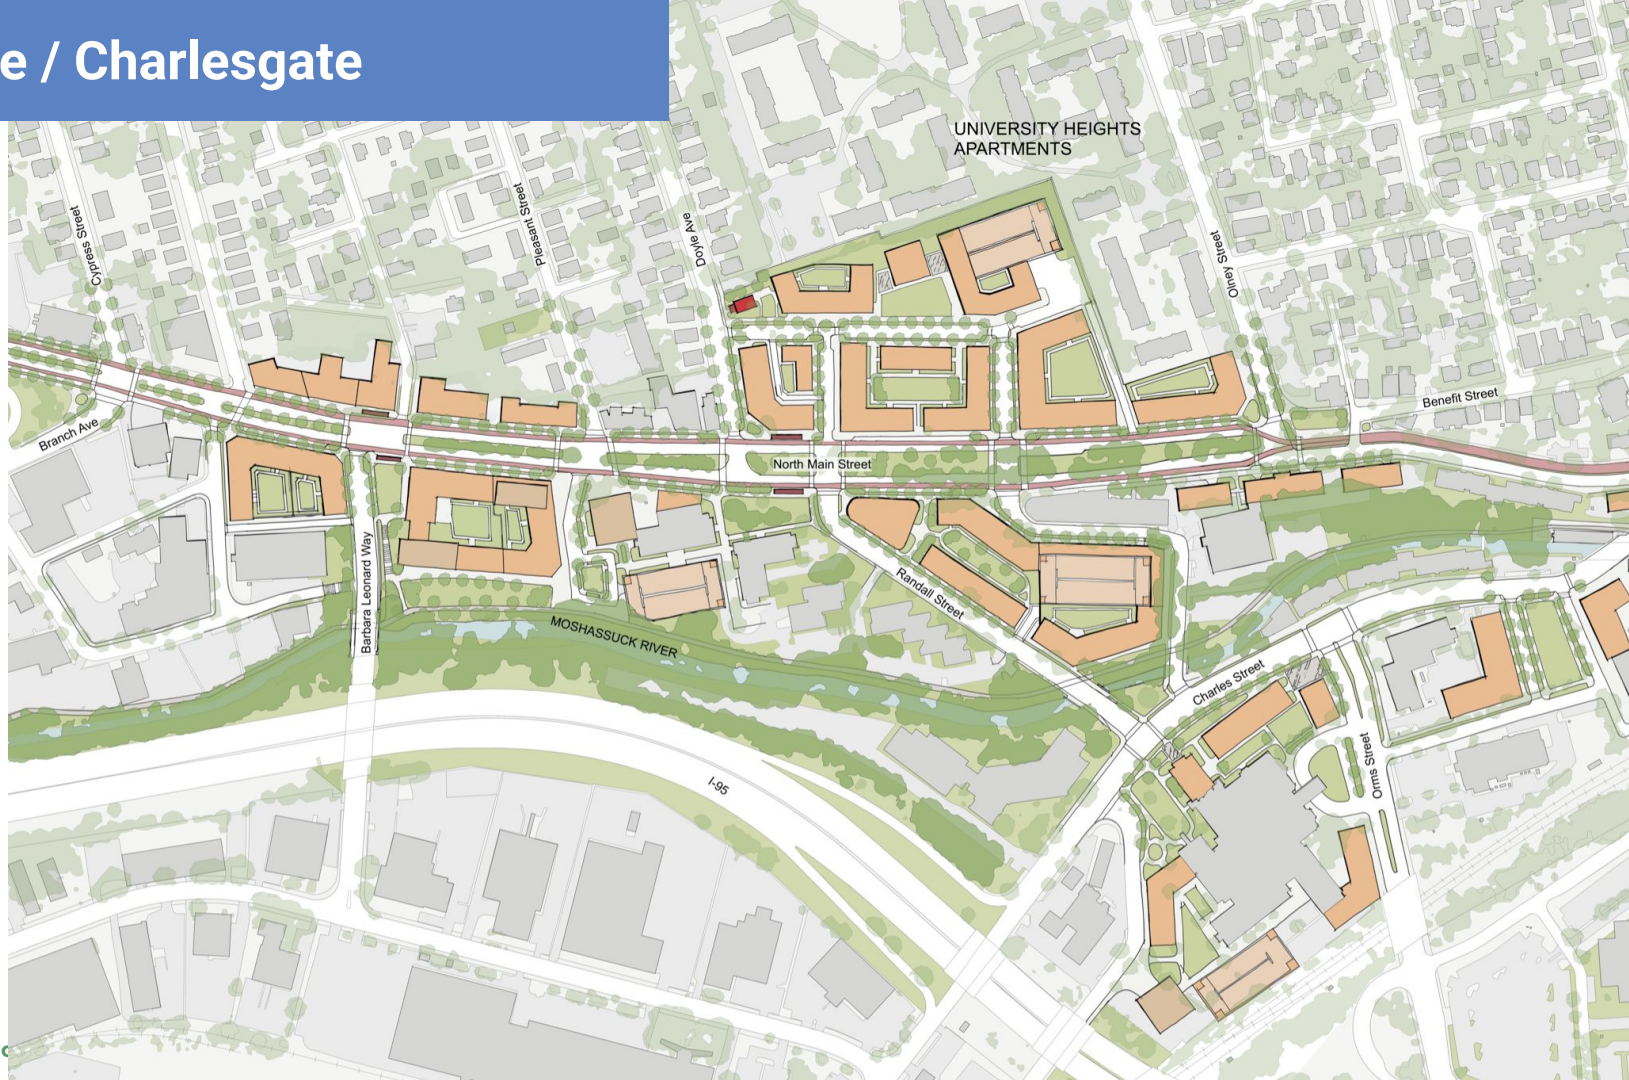 e / Charlesgate
UNIVERSITY HEIGHTS
APARTMENTS
Cypress Street
Pleasant Street
Doyle Ave
Olney Street
Benefit Street
Branch Ave
North Main Street
Barbara Leonard Way
Randall Street
MOSHASSUCK RIVER
Charles Street
Orms Street
I-95